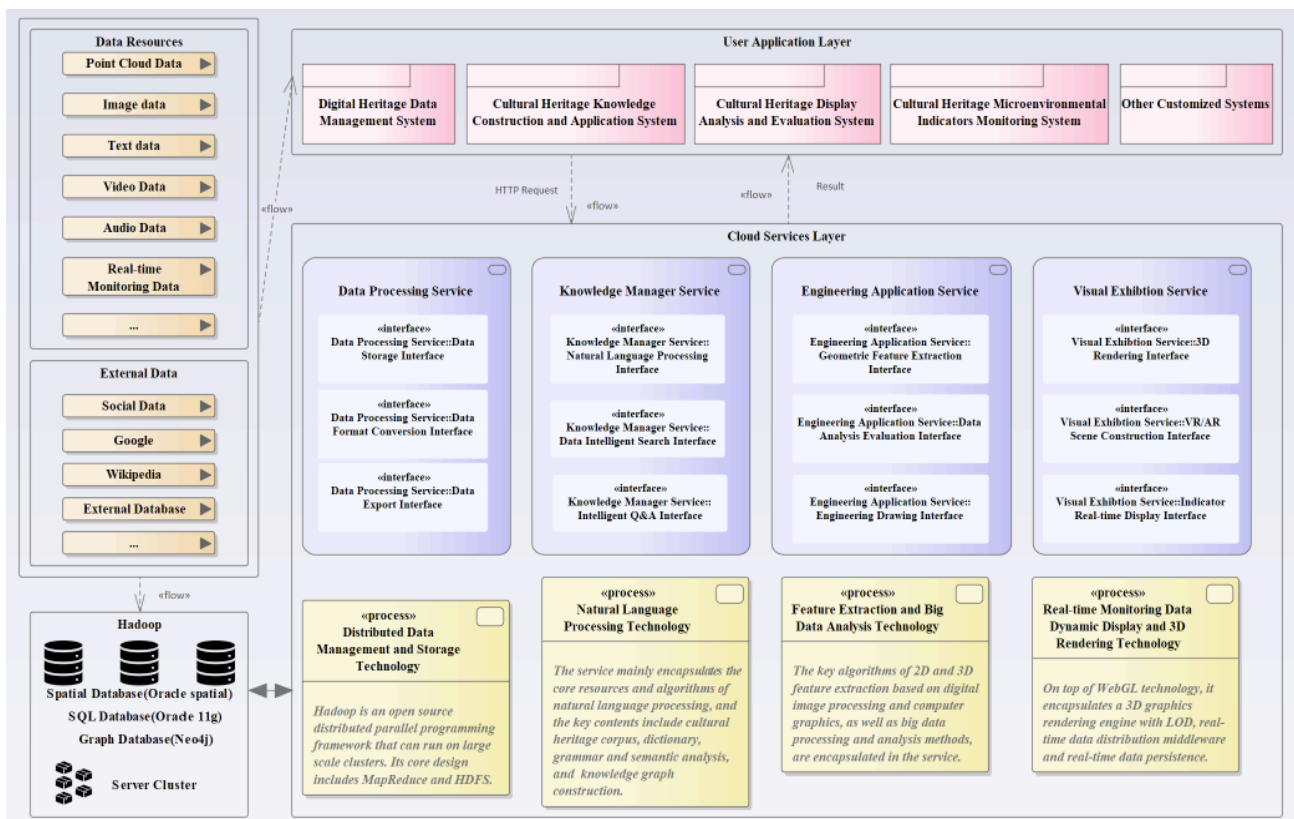 Data Resources
Point Cloud Data
Image data
Text data
Video Data
Audio Data
Real-time
Monitoring Data
...
External Data
Social Data
Google
Wikipedia
External Database
...
«flow»
Hadoop
Spatial Database(Oracle spatial)
SQL Database(Oracle 11g)
Graph Database(Neo4j)
Server Cluster
«flow»
User Application Layer
Digital Heritage Data
Management System
Cultural Heritage Knowledge
Construction and Application System
Cultural Heritage Display
Analysis and Evaluation System
Cultural Heritage Microenvironmental
Indicators Monitoring System
Other Customized Systems
HTTP Request
«flow»
«flow»
Result
Cloud Services Layer
Data Processing Service
«interface»
Data Processing Service::Data
Storage Interface
«interface»
Data Processing Service::Data
Format Conversion Interface
«interface»
Data Processing Service::Data
Export Interface
Knowledge Manager Service
«interface»
Knowledge Manager Service::
Natural Language Processing
Interface
«interface»
Knowledge Manager Service::
Data Intelligent Search Interface
«interface»
Knowledge Manager Service::
Intelligent Q&A Interface
Engineering Application Service
«interface»
Engineering Application Service::
Geometric Feature Extraction
Interface
«interface»
Engineering Application Service::Data
Analysis Evaluation Interface
«interface»
Engineering Application Service::
Engineering Drawing Interface
Visual Exhibtion Service
«interface»
Visual Exhibtion Service::3D
Rendering Interface
«interface»
Visual Exhibtion Service::VR/AR
Scene Construction Interface
«interface»
Visual Exhibtion Service::Indicator
Real-time Display Interface
«process»
Distributed Data
Management and Storage
Technology
Hadoop is an open source
distributed parallel programming
framework that can run on large
scale clusters. Its core design
includes MapReduce and HDFS.
«process»
Natural Language
Processing Technology
The service mainly encapsulates the
core resources and algorithms of
natural language processing, and
the key contents include cultural
heritage corpus, dictionary,
grammar and semantic analysis,
and knowledge graph
construction.
«process»
Feature Extraction and Big
Data Analysis Technology
The key algorithms of 2D and 3D
feature extraction based on digital
image processing and computer
graphics, as well as big data
processing and analysis methods,
are encapsulated in the service.
«process»
Real-time Monitoring Data
Dynamic Display and 3D
Rendering Technology
On top of WebGL technology, it
encapsulates a 3D graphics
rendering engine with LOD, real-
time data distribution middleware
and real-time data persistence.